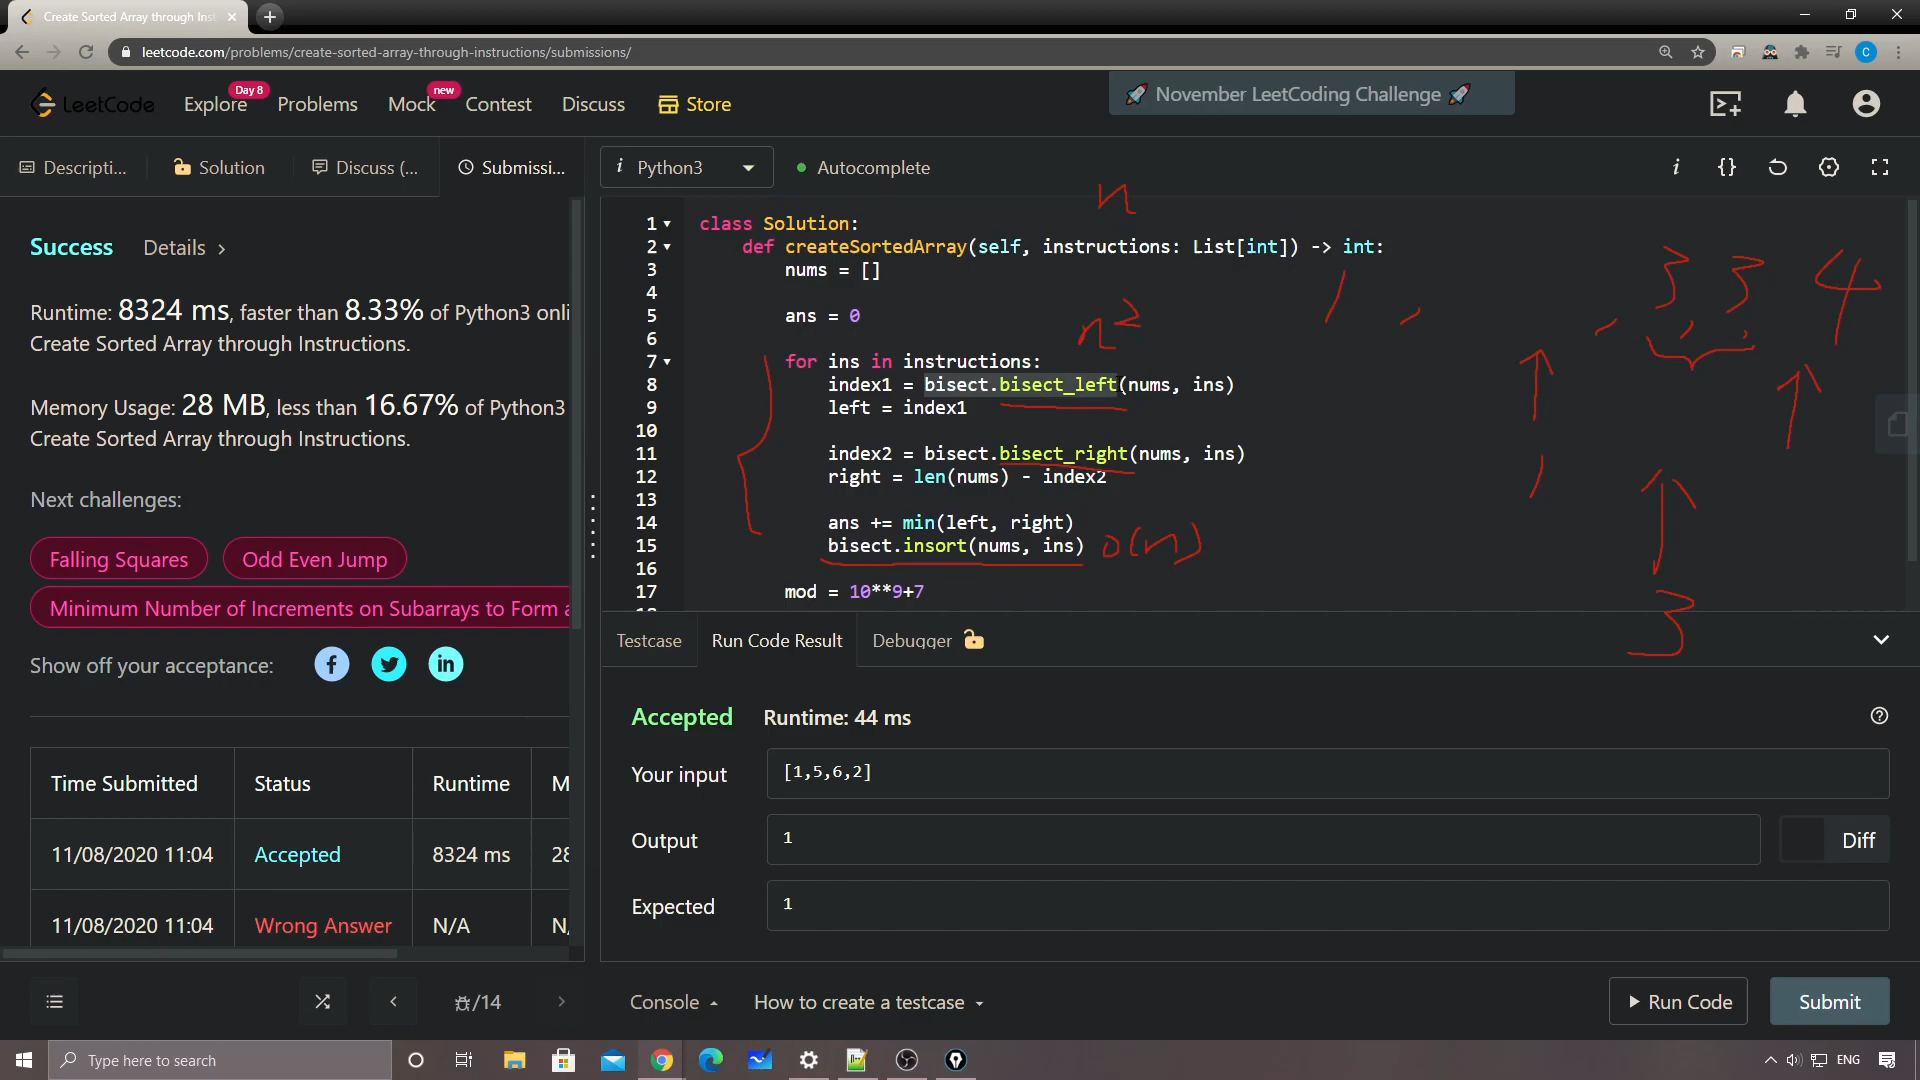 Create Sorted Array through Inst
leetcode.com/problems/create-sorted-array-through-instructions/submissions/
C
LeetCode
Explore
Day 8
Problems
Mock
new
Contest
Discuss
Store
🚀 November LeetCoding Challenge 🚀
Descripti...
Solution
Discuss (...
Submissi...
i Python3
Autocomplete
i {}
Success
Details >
Runtime: 8324 ms, faster than 8.33% of Python3 onli
Create Sorted Array through Instructions.
Memory Usage: 28 MB, less than 16.67% of Python3
Create Sorted Array through Instructions.
Next challenges:
Falling Squares
Odd Even Jump
Minimum Number of Increments on Subarrays to Form a
Show off your acceptance:
Time Submitted Status Runtime M
11/08/2020 11:04 Accepted 8324 ms 28
11/08/2020 11:04 Wrong Answer N/A N/
n
1 class Solution:
2 def createSortedArray(self, instructions: List[int]) -> int:
3 nums = []
4
5 ans = 0
6
7 for ins in instructions:
8 index1 = bisect.bisect_left(nums, ins)
9 left = index1
10
11 index2 = bisect.bisect_right(nums, ins)
12 right = len(nums) - index2
13
14 ans += min(left, right)
15 bisect.insort(nums, ins) O(n)
16
17 mod = 10**9+7
n²
1 , , 3, 3, 4
1
3
Testcase
Run Code Result
Debugger
Accepted Runtime: 44 ms
Your input
[1,5,6,2]
Output
1
Diff
Expected
1
/14
Console
How to create a testcase
Run Code
Submit
Type here to search
ENG